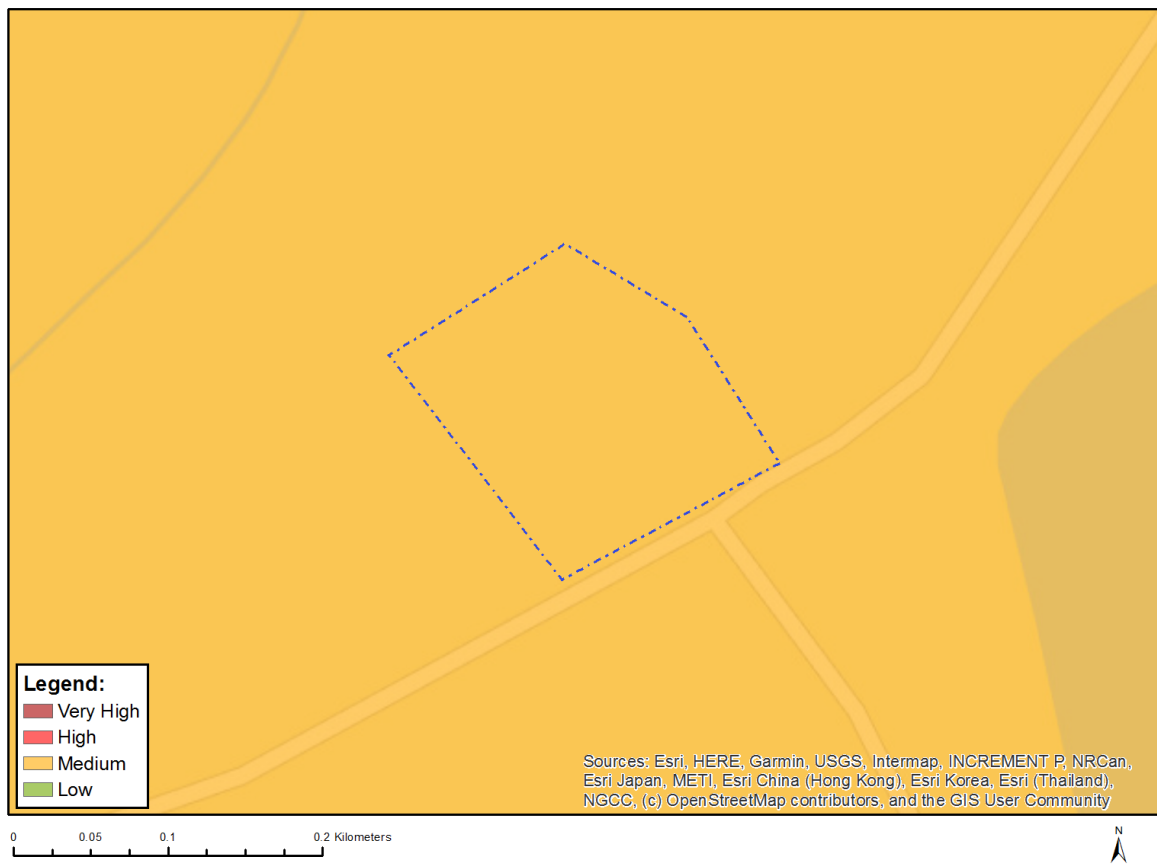 Legend:
Very High
High
Medium
Low
Sources: Esri, HERE, Garmin, USGS, Intermap, INCREMENT P, NRCan,
Esri Japan, METI, Esri China (Hong Kong), Esri Korea, Esri (Thailand),
NGCC, (c) OpenStreetMap contributors, and the GIS User Community
0 0.05 0.1 0.2 Kilometers
N